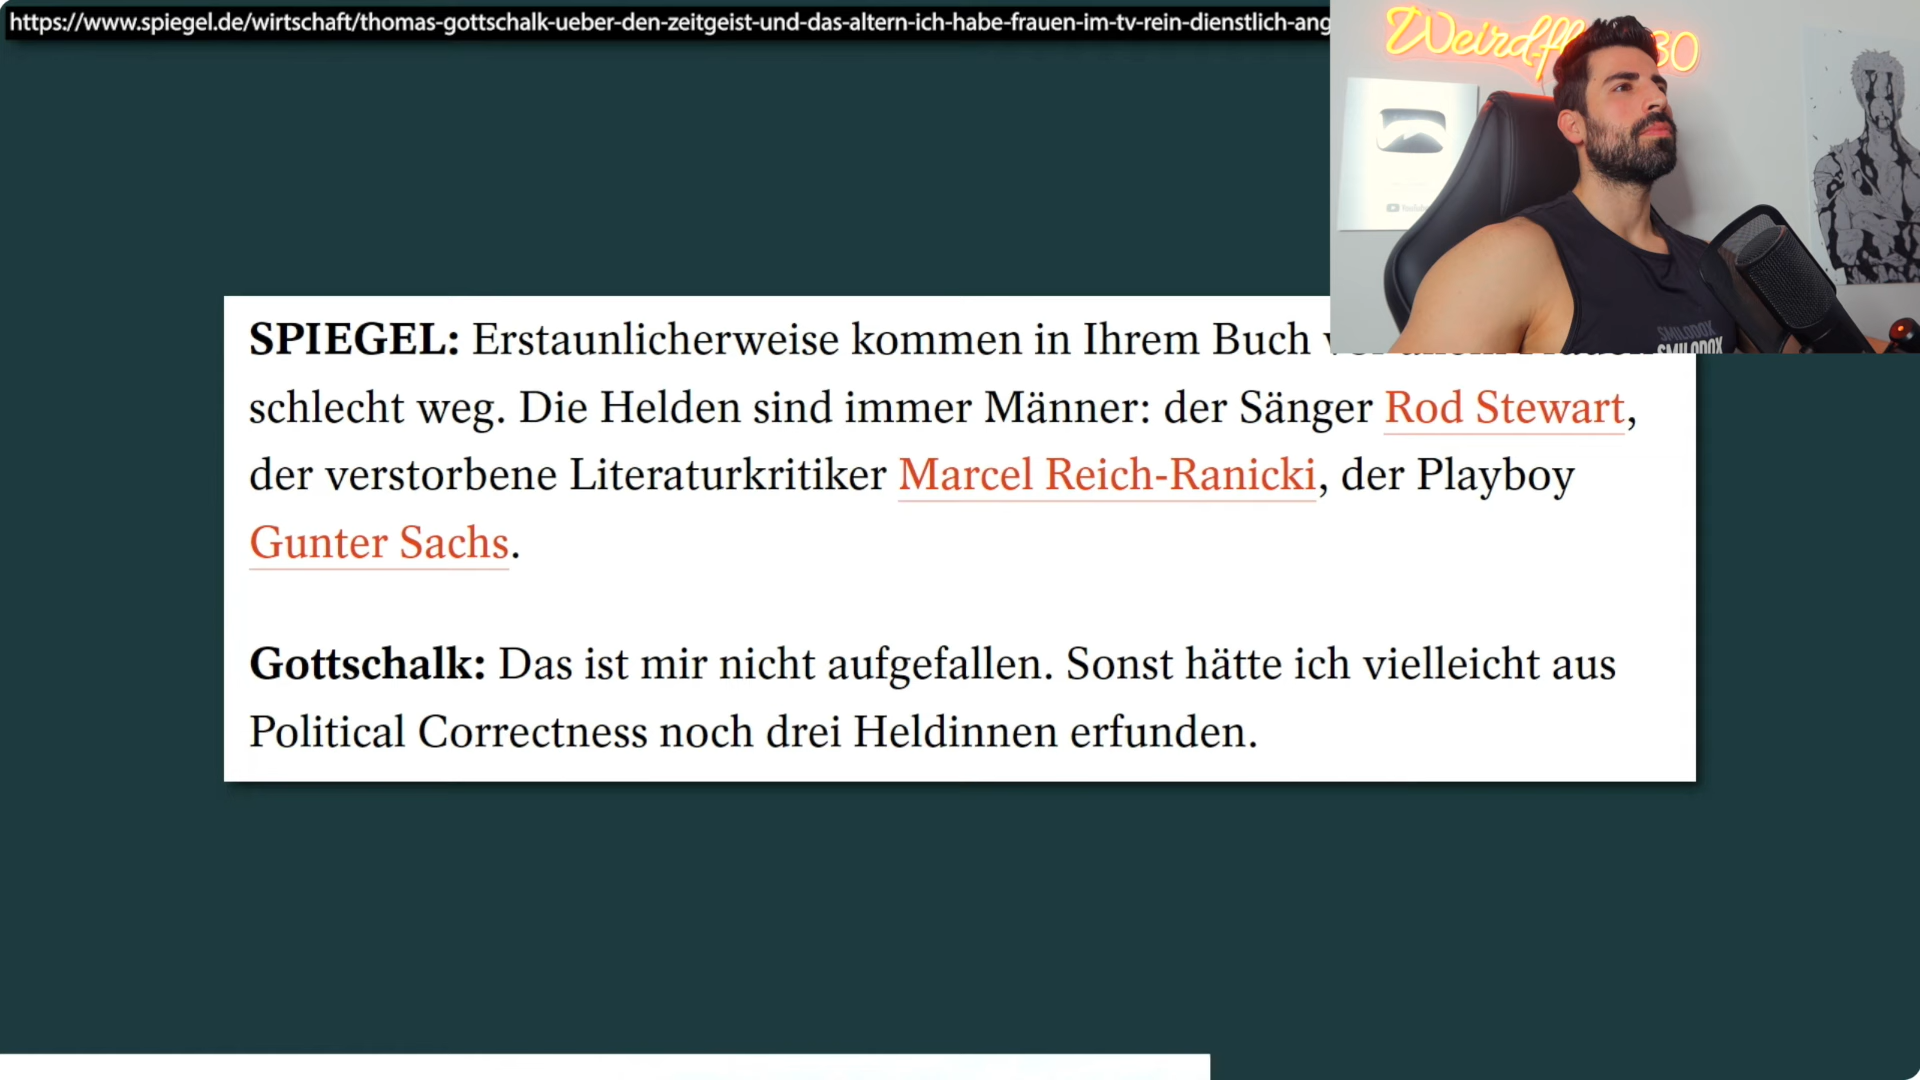 https://www.spiegel.de/wirtschaft/thomas-gottschalk-ueber-den-zeitgeist-und-das-altern-ich-habe-frauen-im-tv-rein-dienstlich-ang
SPIEGEL: Erstaunlicherweise kommen in Ihrem Buch
schlecht weg. Die Helden sind immer Männer: der Sänger Rod Stewart,
der verstorbene Literaturkritiker Marcel Reich-Ranicki, der Playboy
Gunter Sachs.
Gottschalk: Das ist mir nicht aufgefallen. Sonst hätte ich vielleicht aus
Political Correctness noch drei Heldinnen erfunden.
SMILODOX
SMILODOX